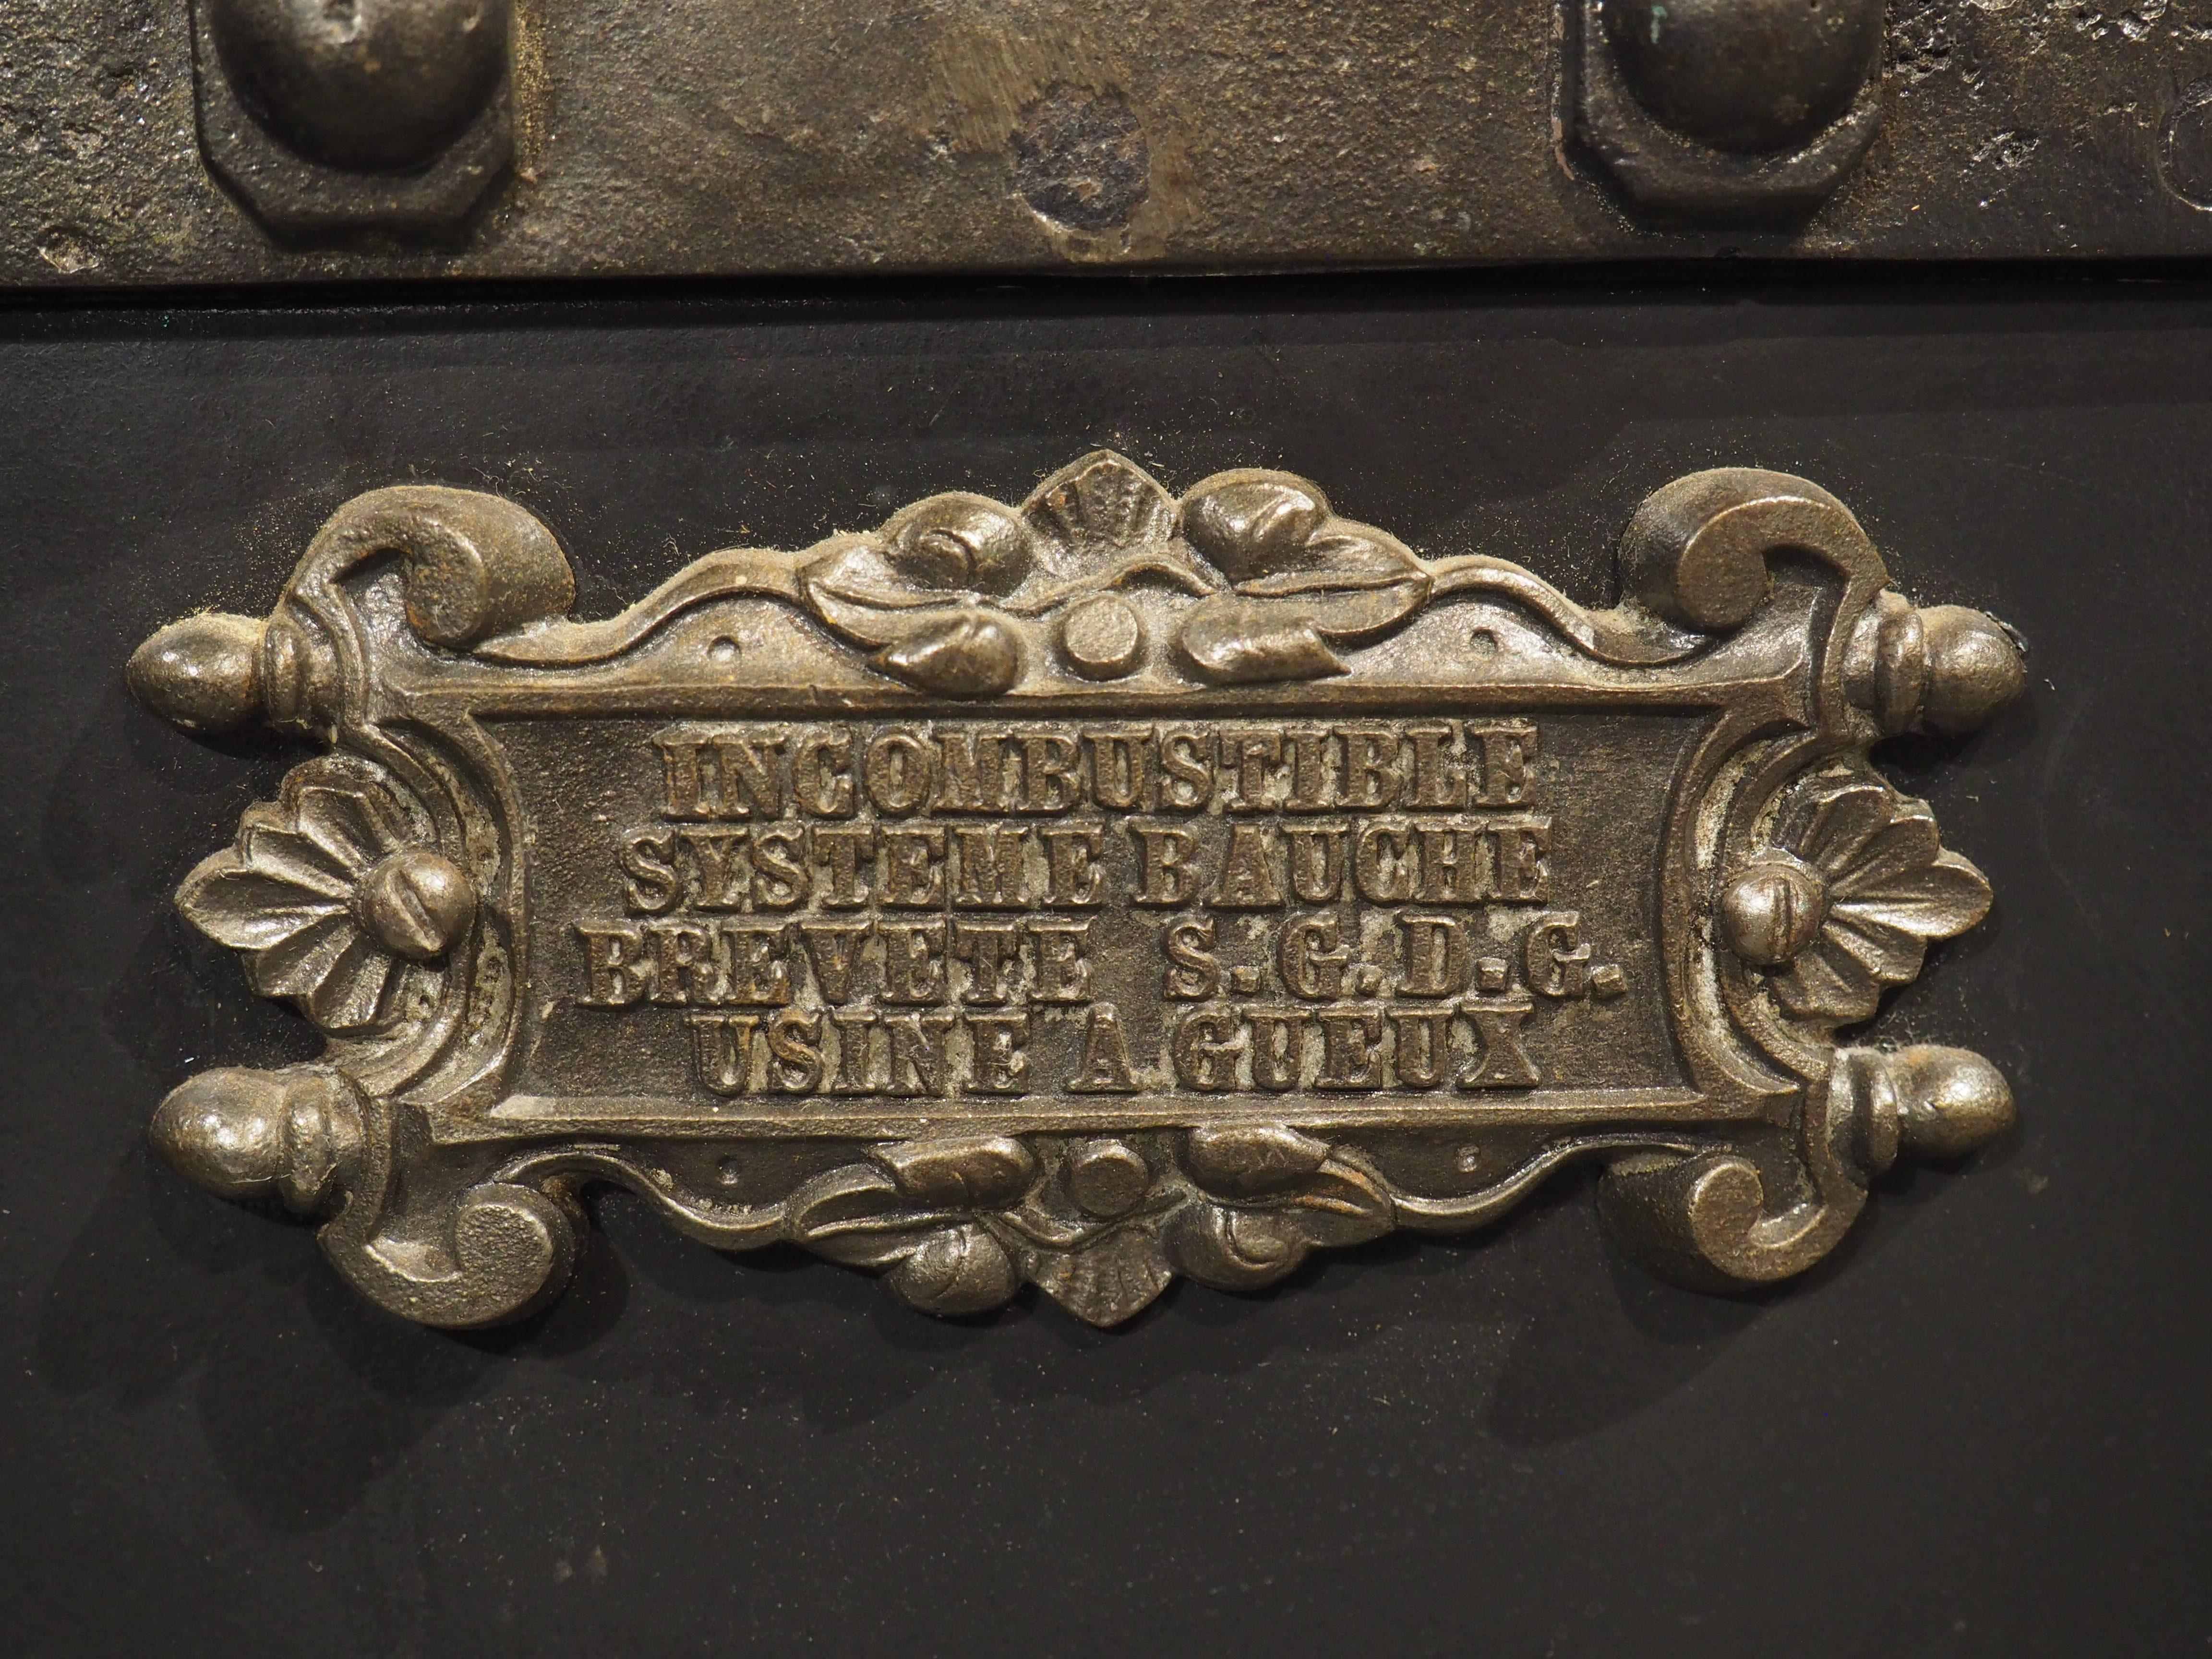 INCOMBUSTIBLE
SYSTEME BAUCHE
BREVETE S.G.D.G.
USINE A GUEUX